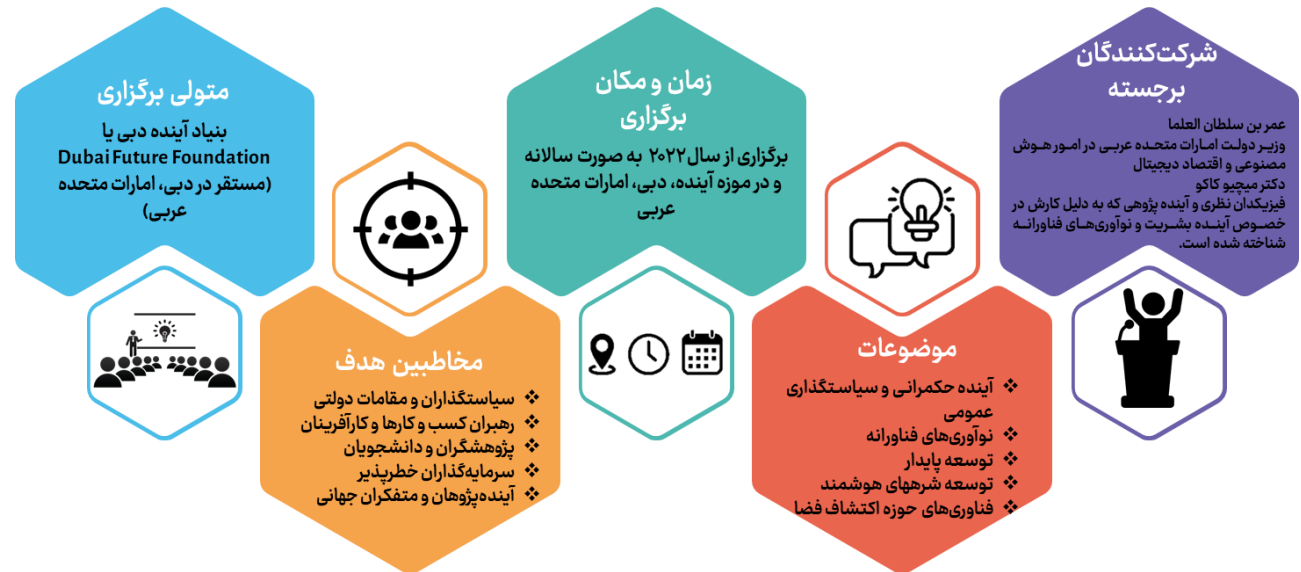 شرکت‌کنندگان
برجسته
عمر بن سلطان العلما
وزیر دولت امارات متحده عربی در امور هوش
مصنوعی و اقتصاد دیجیتال
دکتر میچیو کاکو
فیزیکدان نظری و آینده پژوهی که به دلیل کارش در
خصوص آینده بشریت و نوآوری‌های فناورانه
شناخته شده است.
موضوعات
❖ آینده حکمرانی و سیاستگذاری
عمومی
❖ نوآوری‌های فناورانه
❖ توسعه پایدار
❖ توسعه شرههای هوشمند
❖ فناوری‌های حوزه اکتشاف فضا
زمان و مکان
برگزاری
برگزاری از سال ۲۰۲۲ به صورت سالانه
و در موزه آینده، دبی، امارات متحده
عربی
مخاطبین هدف
❖ سیاستگذاران و مقامات دولتی
❖ رهبران کسب و کارها و کارآفرینان
❖ پژوهشگران و دانشجویان
❖ سرمایه‌گذاران خطرپذیر
❖ آینده‌پژوهان و متفکران جهانی
متولی برگزاری
بنیاد آینده دبی یا
Dubai Future Foundation
(مستقر در دبی، امارات متحده
عربی)